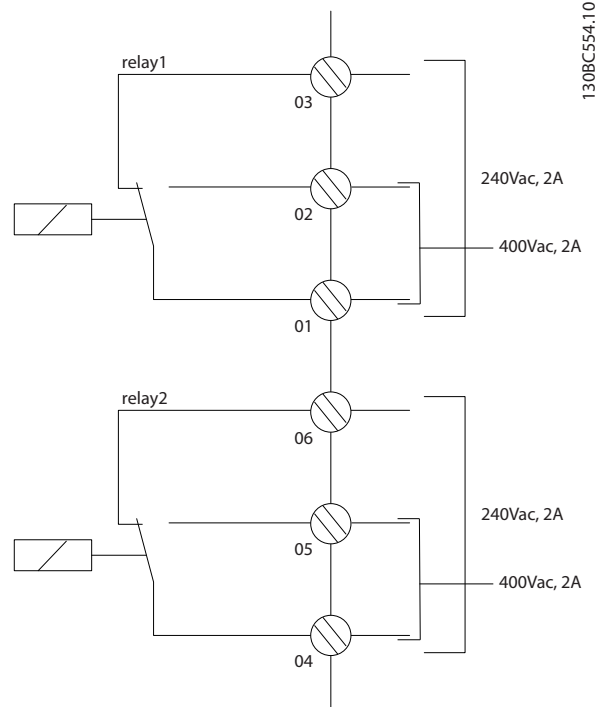 130BC554.10
relay1
03
240Vac, 2A
02
400Vac, 2A
01
relay2
06
240Vac, 2A
05
400Vac, 2A
04